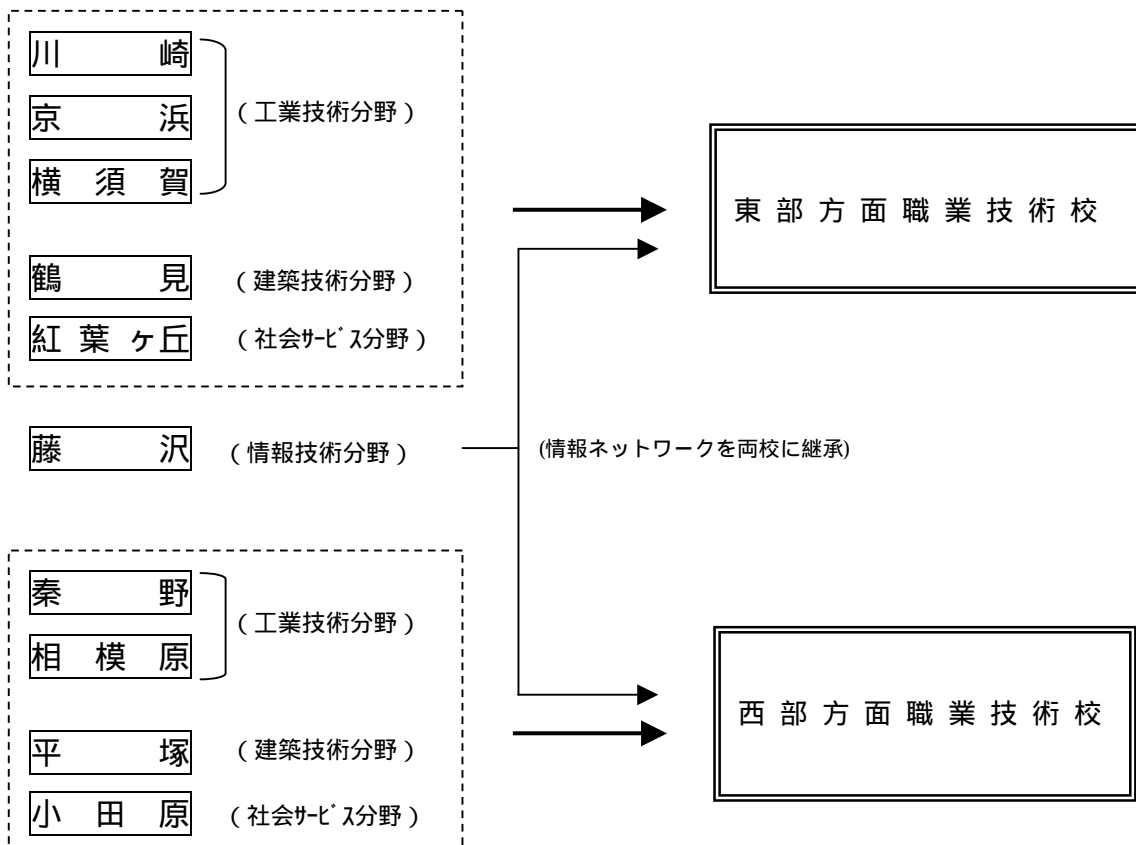 川崎
京浜
（工業技術分野）
横須賀
東部方面職業技術校
鶴見
（建築技術分野）
紅葉ヶ丘
（社会ｻｰﾋﾞｽ分野）
藤沢
（情報技術分野）
(情報ネットワークを両校に継承)
秦野
（工業技術分野）
相模原
西部方面職業技術校
平塚
（建築技術分野）
小田原
（社会ｻｰﾋﾞｽ分野）